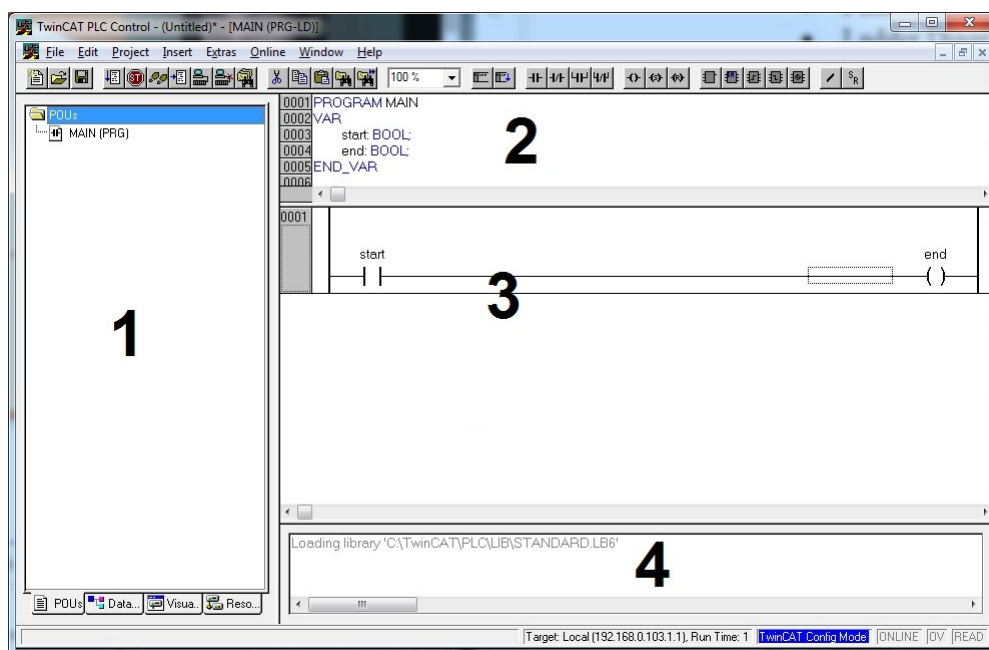 TwinCAT PLC Control - (Untitled)* - [MAIN (PRG-LD)]
File Edit Project Insert Extras Online Window Help
100 %
POUs
MAIN (PRG)
1
0001 PROGRAM MAIN
0002 VAR
0003 start: BOOL;
0004 end: BOOL;
0005 END_VAR
0006
2
0001
start
end
3
Loading library 'C:\TwinCAT\PLC\LIB\STANDARD.LB6'
4
POUs Data... Visua... Reso...
Target: Local (192.168.0.103.1.1), Run Time: 1 TwinCAT Config Mode ONLINE OV READ